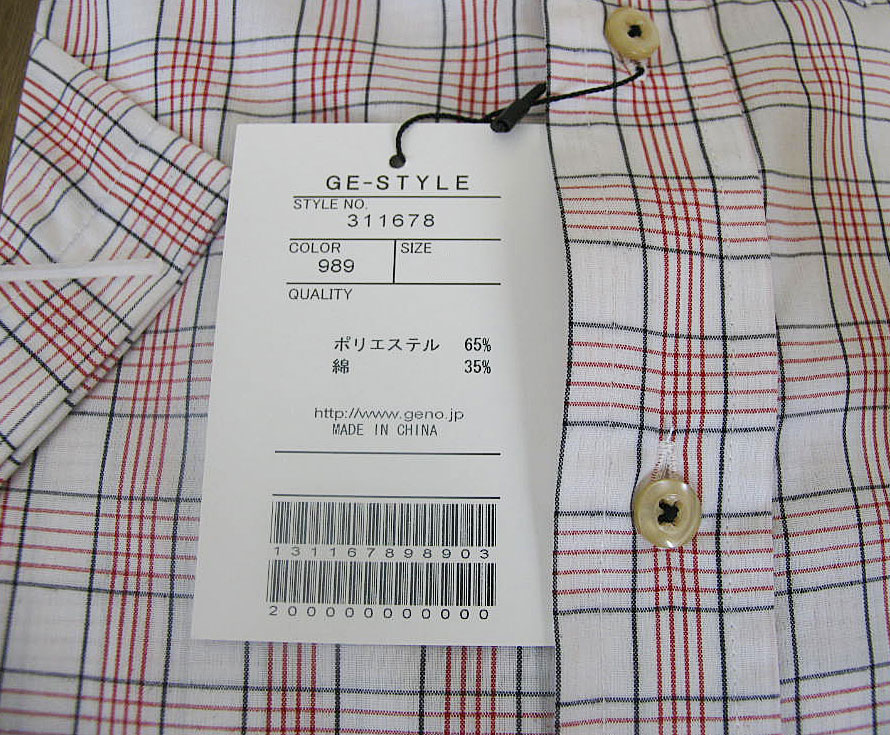 GE-STYLE
STYLE NO.
311678
COLOR SIZE
989
QUALITY
ポリエステル 65%
綿 35%
http://www.geno.jp
MADE IN CHINA
1311678989903
2000000000000